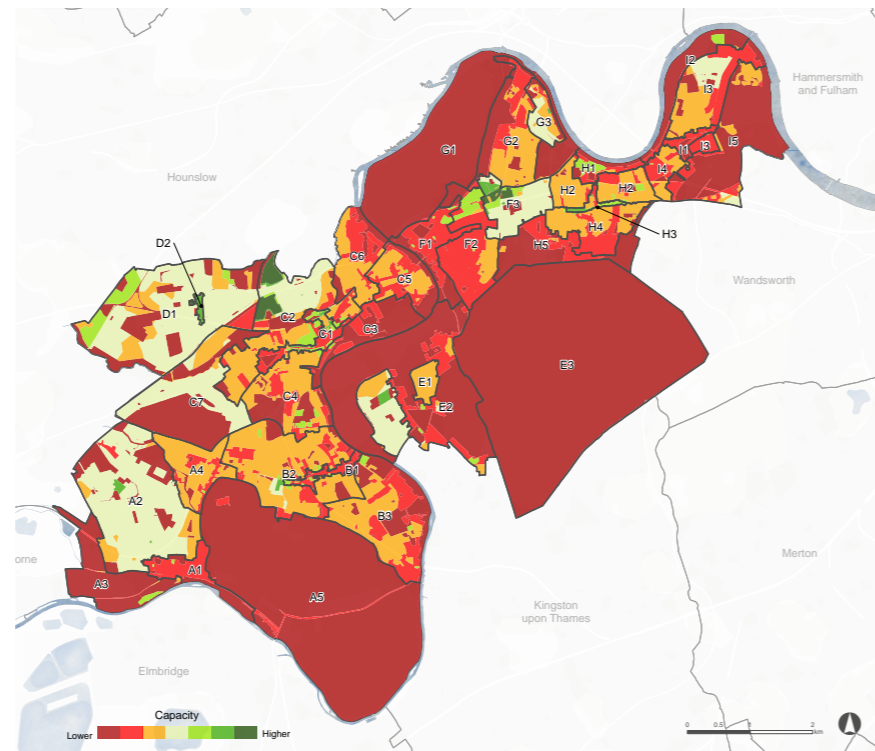 Hammersmith
and Fulham
I2
I3
G3
G2
G1
I1
I3
I5
I4
Hounslow
H1
H2
H2
F3
H4
H3
D2
F1
F2
H5
C6
C5
Wandsworth
D1
C2
C1
C3
E3
E1
C4
E2
C7
A4
B2
B1
A2
B3
orne
Merton
A1
A3
A5
Kingston
upon Thames
Elmbridge
Capacity
Lower
Higher
0 0.5 1 2
km